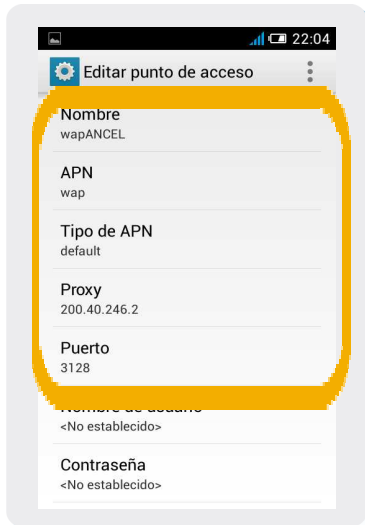 22:04
Editar punto de acceso
Nombre
wapANCEL
APN
wap
Tipo de APN
default
Proxy
200.40.246.2
Puerto
3128
Nombre de usuario
<No establecido>
Contraseña
<No establecido>